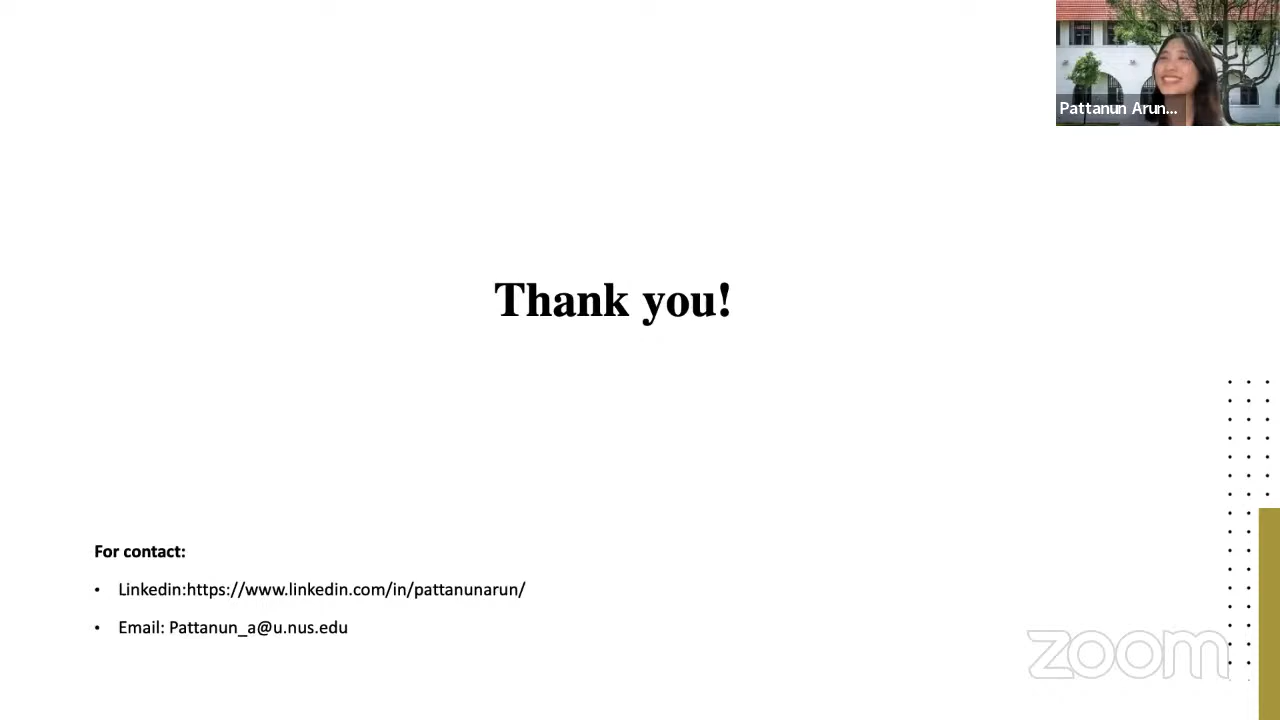 Pattanun Arun...
Thank you!
For contact:
• Linkedin:https://www.linkedin.com/in/pattanunarun/
• Email: Pattanun_a@u.nus.edu
zoom